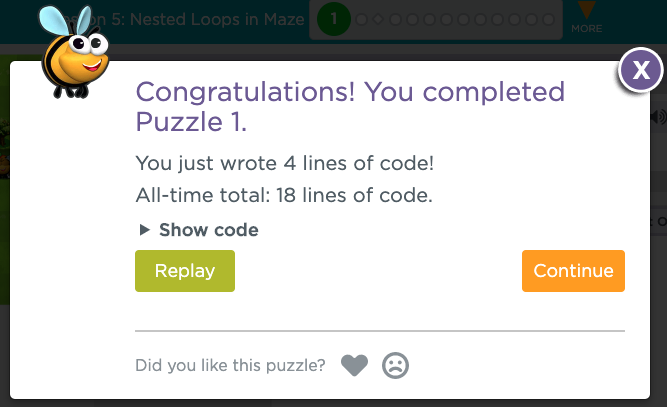 on 5: Nested Loops in Maze 1
MORE
X
Congratulations! You completed
Puzzle 1.
You just wrote 4 lines of code!
All-time total: 18 lines of code.
Show code
Replay Continue
Did you like this puzzle?